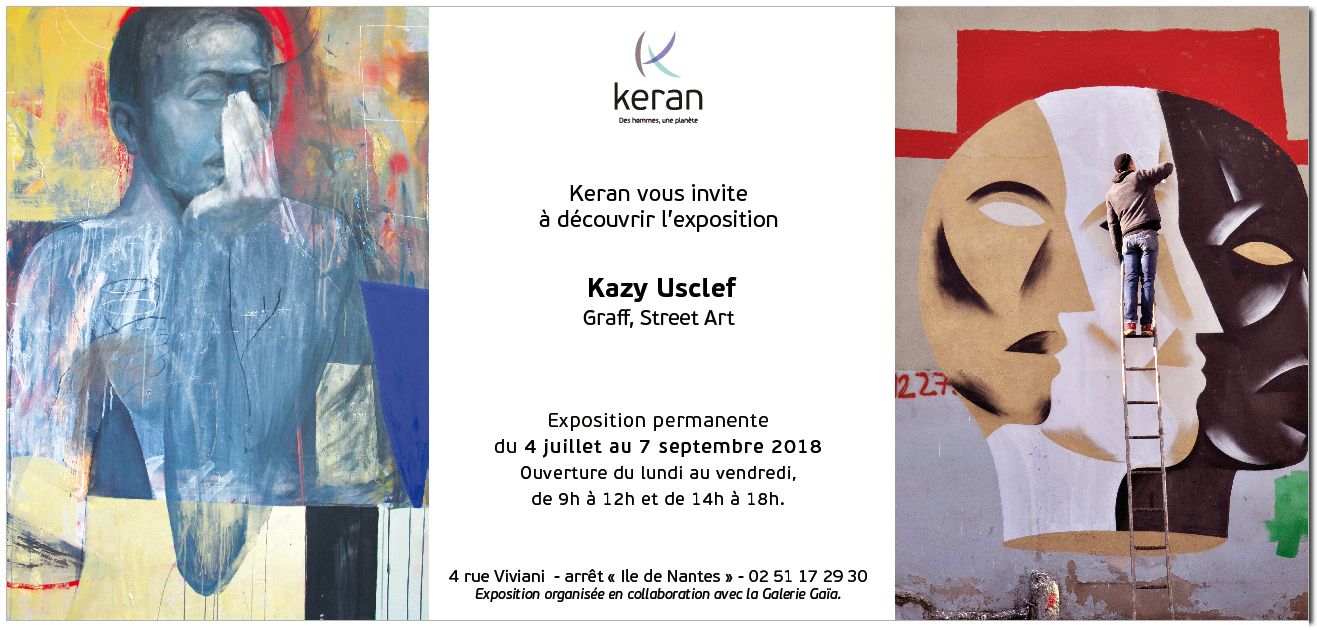 keran
Des hommes, une planète
Keran vous invite
à découvrir l'exposition
Kazy Usclef
Graff, Street Art
Exposition permanente
du 4 juillet au 7 septembre 2018
Ouverture du lundi au vendredi,
de 9h à 12h et de 14h à 18h.
4 rue Viviani - arrêt « Ile de Nantes » - 02 51 17 29 30
Exposition organisée en collaboration avec la Galerie Gaïa.
1227